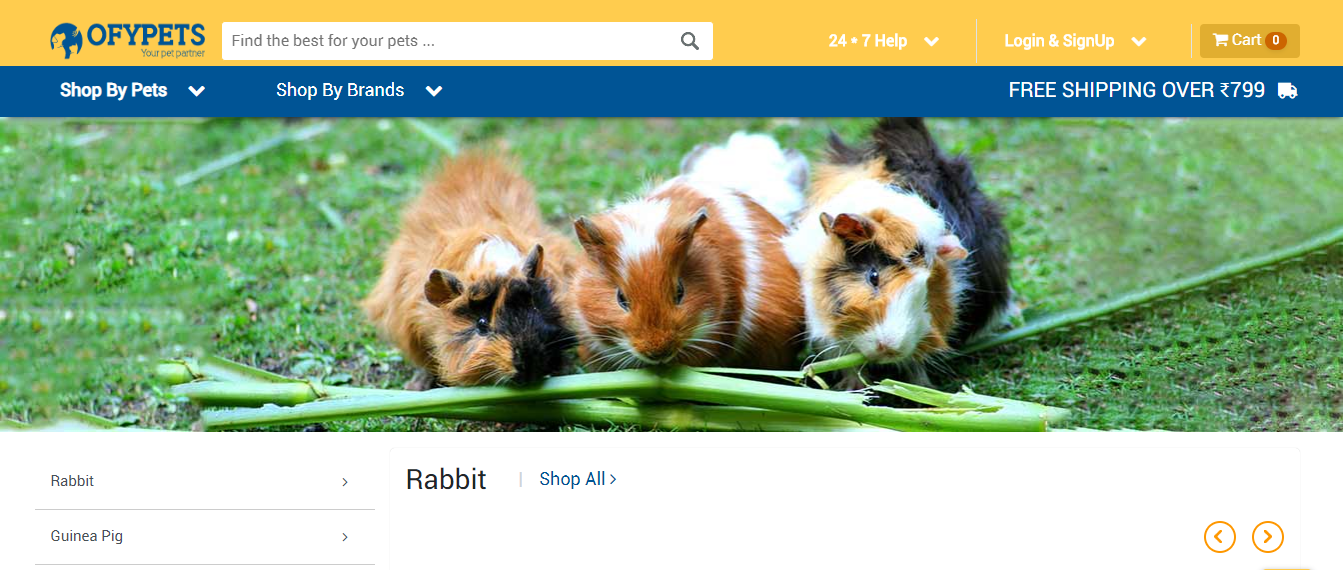 OFYPETS
Your pet partner
Find the best for your pets ...
24 * 7 Help
Login & SignUp
Cart 0
Shop By Pets
Shop By Brands
FREE SHIPPING OVER ₹799
Rabbit
Guinea Pig
Rabbit | Shop All >